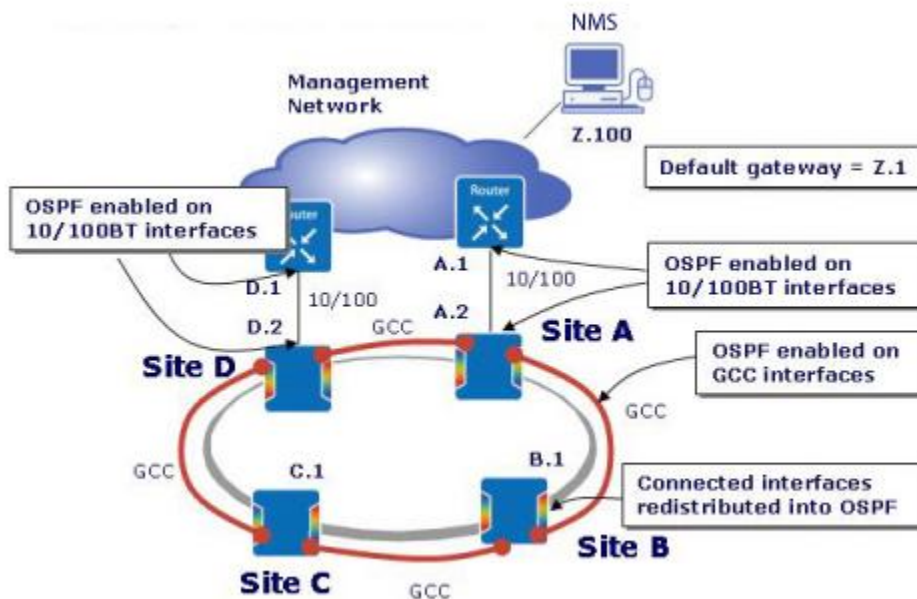 NMS
Management
Network
Z.100
Default gateway = Z.1
OSPF enabled on
10/100BT interfaces
Router
A.1
D.1
10/100
10/100
OSPF enabled on
10/100BT interfaces
D.2
A.2
GCC
Site D
Site A
OSPF enabled on
GCC interfaces
GCC
GCC
C.1
B.1
Connected interfaces
redistributed into OSPF
Site C
Site B
GCC